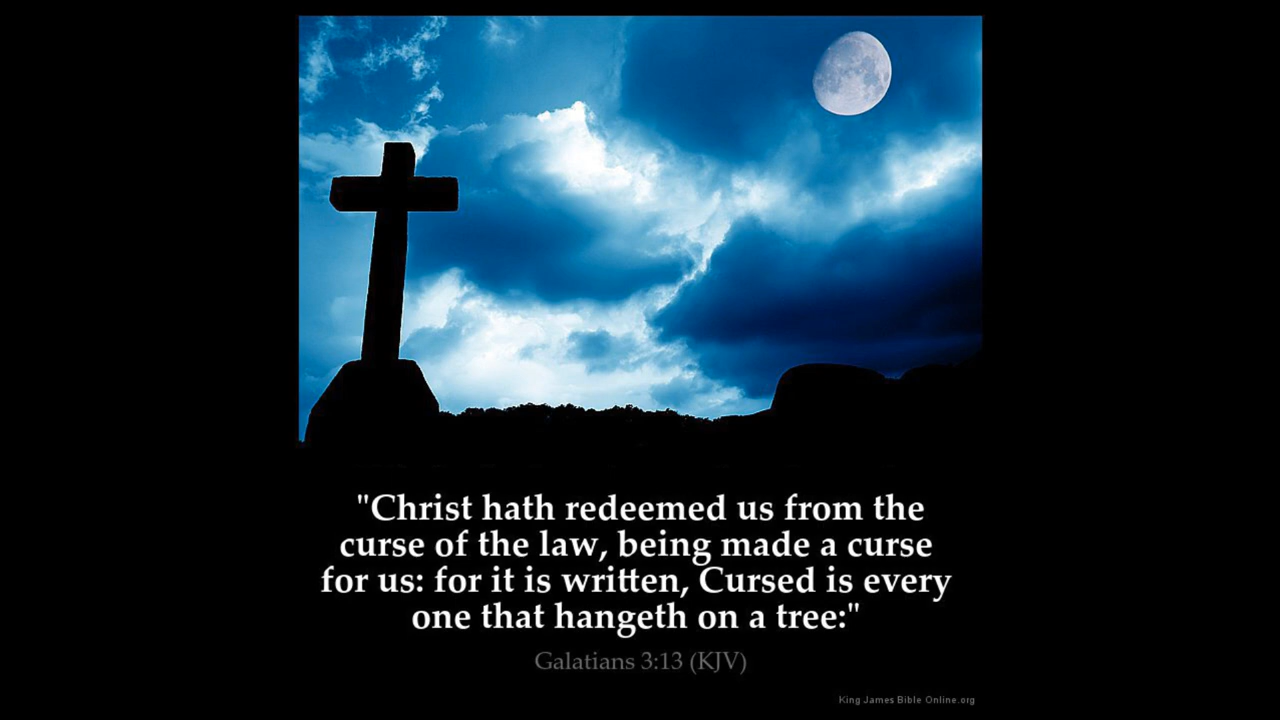 "Christ hath redeemed us from the
curse of the law, being made a curse
for us: for it is written, Cursed is every
one that hangeth on a tree:"
Galatians 3:13 (KJV)
King James Bible Online.org